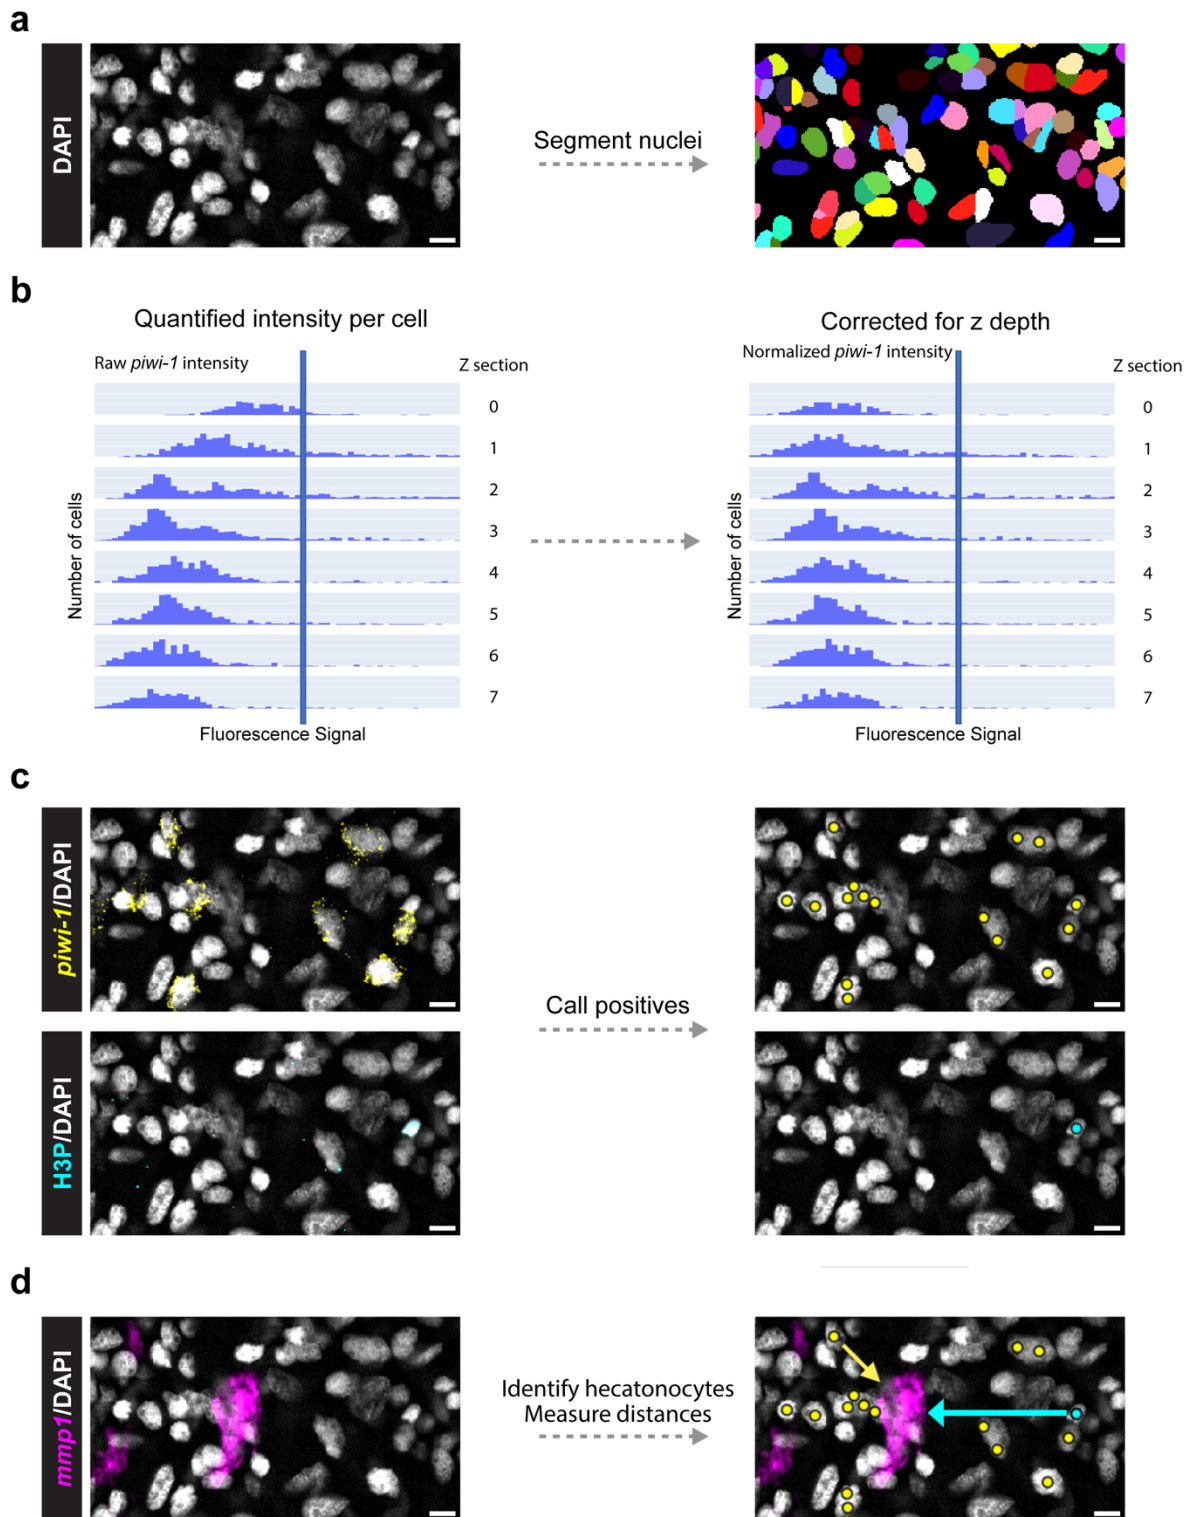 a
DAPI
Segment nuclei
b
Quantified intensity per cell
Corrected for z depth
Raw piwi-1 intensity
Z section
Normalized piwi-1 intensity
Z section
Number of cells
0
1
2
3
4
5
6
7
Number of cells
0
1
2
3
4
5
6
7
Fluorescence Signal
Fluorescence Signal
c
piwi-1/DAPI
Call positives
H3P/DAPI
d
mmp1/DAPI
Identify hecatonocytes
Measure distances